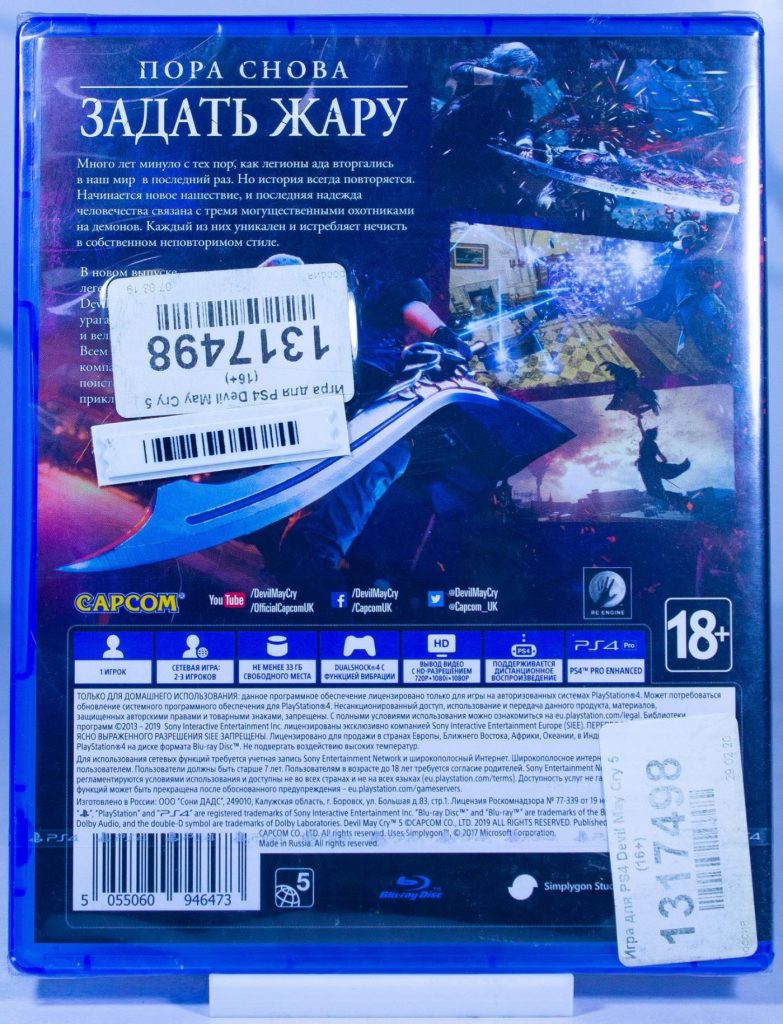 ПОРА СНОВА
ЗАДАТЬ ЖАРУ
Много лет минуло с тех пор, как легионы ада вторгались
в наш мир в последний раз. Но история всегда повторяется.
Начинается новое нашествие, и последняя надежда
человечества связана с тремя могущественными охотниками
на демонов. Каждый из них уникален и истребляет нечисть
в собственном неповторимом стиле.
В новом выпуске
и вел
Всем
Россия
07 03 19
1317498
(16+)
Игра для PS4 Devil May Cry 5
CAPCOM
You Tube /DevilMayCry
/OfficialCapcomUK
/DevilMayCry
/CapcomUK
@DevilMayCry
@Capcom_UK
RE ENGINE
18+
1 ИГРОК
СЕТЕВАЯ ИГРА:
2-3 ИГРОКОВ
НЕ МЕНЕЕ 33 ГБ
СВОБОДНОГО МЕСТА
DUALSHOCK®4 С
ФУНКЦИЕЙ ВИБРАЦИИ
HD
ВЫВОД ВИДЕО
С HD-РАЗРЕШЕНИЕМ
720P•1080i•1080P
PS4
ПОДДЕРЖИВАЕТСЯ
ДИСТАНЦИОННОЕ
ВОСПРОИЗВЕДЕНИЕ
PS4 Pro
PS4™ PRO ENHANCED
ТОЛЬКО ДЛЯ ДОМАШНЕГО ИСПОЛЬЗОВАНИЯ: данное программное обеспечение лицензировано только для игры на авторизованных системах PlayStation®4. Может потребоваться
обновление системного программного обеспечения для PlayStation®4. Несанкционированный доступ, использование и передача данного продукта, материалов,
защищенных авторскими правами и товарными знаками, запрещены. С полными условиями использования можно ознакомиться на eu.playstation.com/legal. Библиотеки
программ ©2013 - 2019 Sony Interactive Entertainment Inc. лицензированы эксклюзивно компанией Sony Interactive Entertainment Europe (SIEE).
ЯСНО ВЫРАЖЕННОГО РАЗРЕШЕНИЯ SIEE ЗАПРЕЩЕНЫ. Лицензировано для продажи в странах Европы, Ближнего Востока, Африки, Океании, в
PlayStation®4 на диске формата Blu-ray Disc™. Не подвергать воздействию высоких температур.
Для использования сетевых функций требуется учетная запись Sony Entertainment Network и широкополосный Интернет. Широкополосное
пользователем. Пользователи должны быть старше 7 лет. Пользователям в возрасте до 18 лет требуется согласие родителей. Sony Entertainment
регламентируются условиями использования и доступны не во всех странах и не на всех языках (eu.playstation.com/terms). Доступность услуг не
функций может быть прекращена после обоснованного предупреждения – eu.playstation.com/gameservers.
Изготовлено в России: ООО "Сони ДАДС", 249010, Калужская область, г. Боровск, ул. Большая д.83, стр.1. Лицензия Роскомнадзора № 77-339 от 19
"PlayStation" and "PS4" are registered trademarks of Sony Interactive Entertainment Inc. "Blu-ray Disc™" and "Blu-ray™" are trademarks of the
Dolby Audio, and the double-D symbol are trademarks of Dolby Laboratories. Devil May Cry™ 5 ©CAPCOM CO., LTD. 2019 ALL RIGHTS RESERVED. Published
CAPCOM CO., LTD. All rights reserved. Uses Simplygon™, © 2017 Microsoft Corporation.
Made in Russia. All rights reserved.
PS4
5 055060 946473
5
Blu-ray Disc
Simplygon
Игра для PS4 Devil May Cry 5
(16+)
1317498